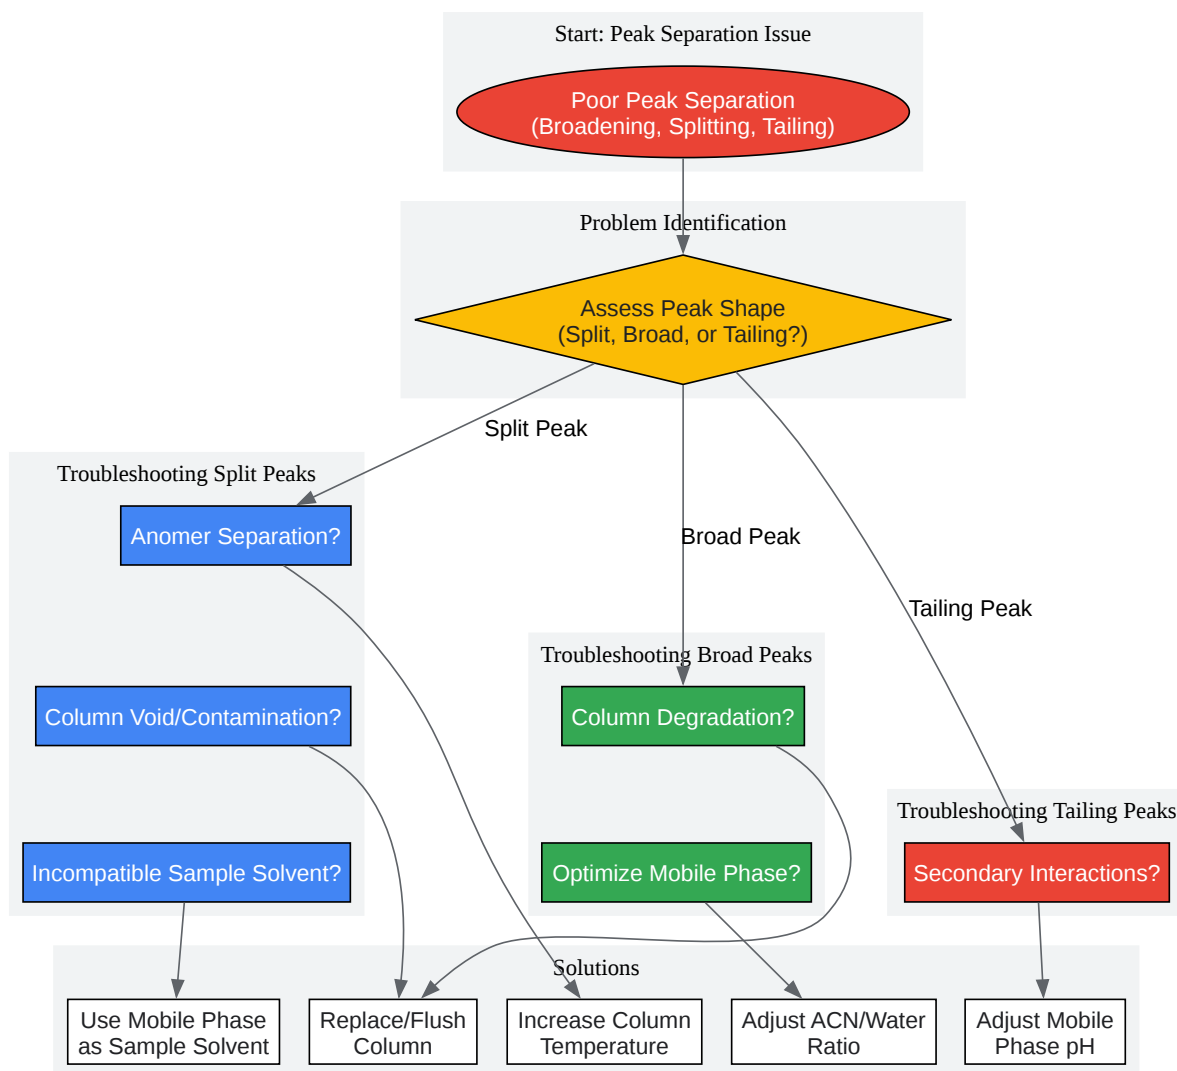 Start: Peak Separation Issue
Poor Peak Separation
(Broadening, Splitting, Tailing)
Problem Identification
Assess Peak Shape
(Split, Broad, or Tailing?)
Split Peak
Broad Peak
Tailing Peak
Troubleshooting Split Peaks
Anomer Separation?
Column Void/Contamination?
Incompatible Sample Solvent?
Troubleshooting Broad Peaks
Column Degradation?
Optimize Mobile Phase?
Troubleshooting Tailing Peaks
Secondary Interactions?
Solutions
Use Mobile Phase
as Sample Solvent
Replace/Flush
Column
Increase Column
Temperature
Adjust ACN/Water
Ratio
Adjust Mobile
Phase pH